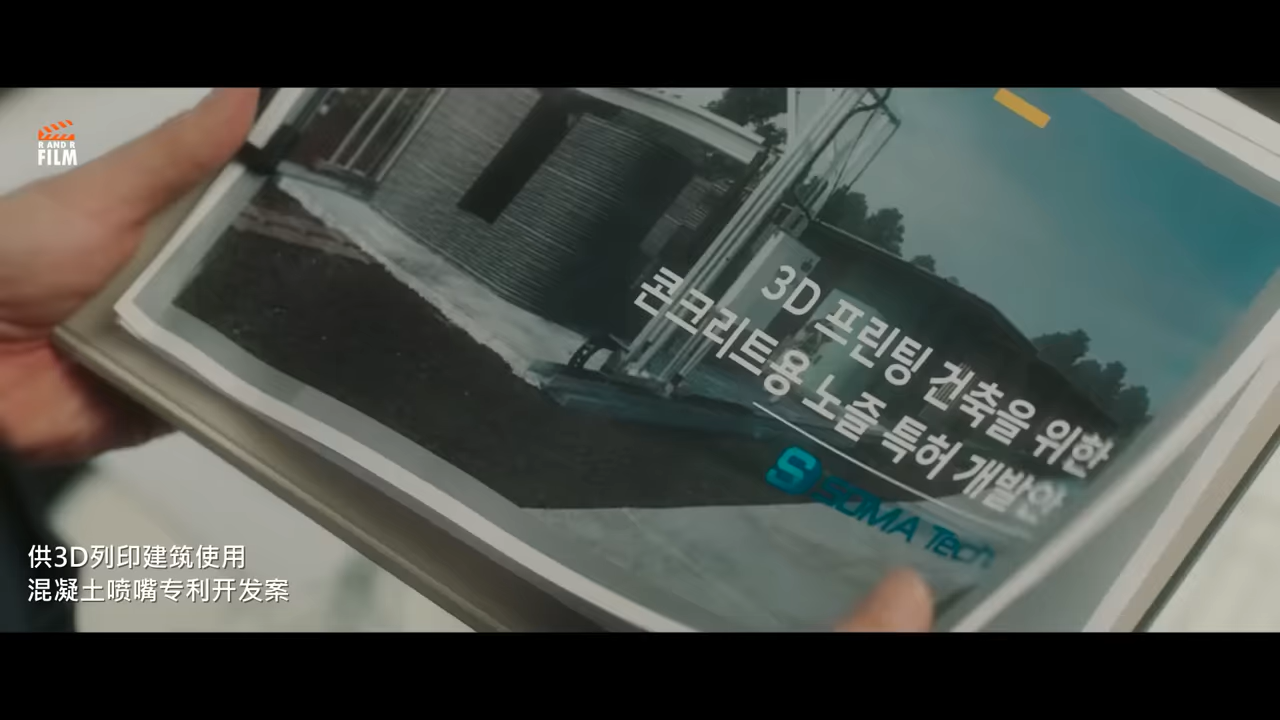 R AND R
FILM
3D 프린팅 건축을 위한
콘크리트용 노즐 특허 개발안
S SOMA Tech
供3D列印建筑使用
混凝土喷嘴专利开发案